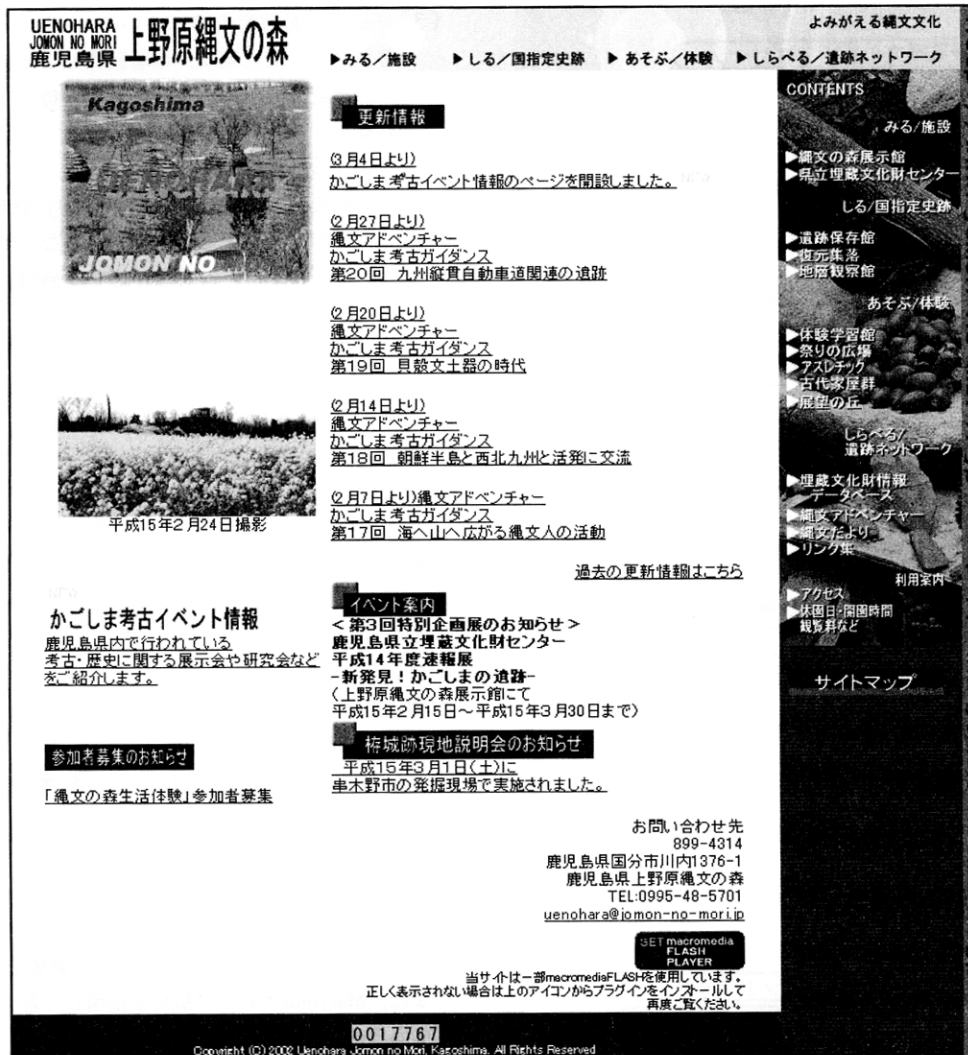 UENOHARA
JOMON NO MORI
鹿児島県
上野原縄文の森
よみがえる縄文文化
▶みる／施設 ▶しる／国指定史跡 ▶あそぶ／体験 ▶しらべる／遺跡ネットワーク
Kagoshima
JOMON NO
平成15年2月24日撮影
かごしま考古イベント情報
鹿児島県内で行われている
考古・歴史に関する展示会や研究会など
をご紹介します。
参加者募集のお知らせ
「縄文の森生活体験」参加者募集
更新情報
(3月4日より)
かごしま考古イベント情報のページを開設しました。
(2月27日より)
縄文アドベンチャー
かごしま考古ガイダンス
第20回 九州縦貫自動車道関連の遺跡
(2月20日より)
縄文アドベンチャー
かごしま考古ガイダンス
第19回 貝殻文土器の時代
(2月14日より)
縄文アドベンチャー
かごしま考古ガイダンス
第18回 朝鮮半島と西北九州と活発に交流
(2月7日より)縄文アドベンチャー
かごしま考古ガイダンス
第17回 海へ山へ広がる縄文人の活動
過去の更新情報はこちら
イベント案内
＜第3回特別企画展のお知らせ＞
鹿児島県立埋蔵文化財センター
平成14年度速報展
-新発見！かごしまの遺跡-
(上野原縄文の森展示館にて
平成15年2月15日～平成15年3月30日まで)
栫城跡現地説明会のお知らせ
平成15年3月1日(土)に
串木野市の発掘現場で実施されました。
お問い合わせ先
899-4314
鹿児島県国分市川内1376-1
鹿児島県上野原縄文の森
TEL:0995-48-5701
uenohara@jomon-no-mori.jp
GET macromedia
FLASH
PLAYER
当サイトは一部macromediaFLASHを使用しています。
正しく表示されない場合は上のアイコンからプラグインをインストールして
再度ご覧ください。
CONTENTS
みる/施設
▶縄文の森展示館
▶県立埋蔵文化財センター
しる/国指定史跡
▶遺跡保存館
▶復元集落
▶地層観察館
あそぶ/体験
▶体験学習館
▶祭りの広場
▶アスレチック
▶古代家屋群
▶展望の丘
しらべる/
遺跡ネットワーク
▶埋蔵文化財情報
データベース
▶縄文アドベンチャー
▶縄文だより
▶リンク集
利用案内
▶アクセス
▶休園日・開園時間
観覧料など
サイトマップ
0017767
Copyright (C) 2002 Uenohara Jomon no Mori, Kagoshima. All Rights Reserved